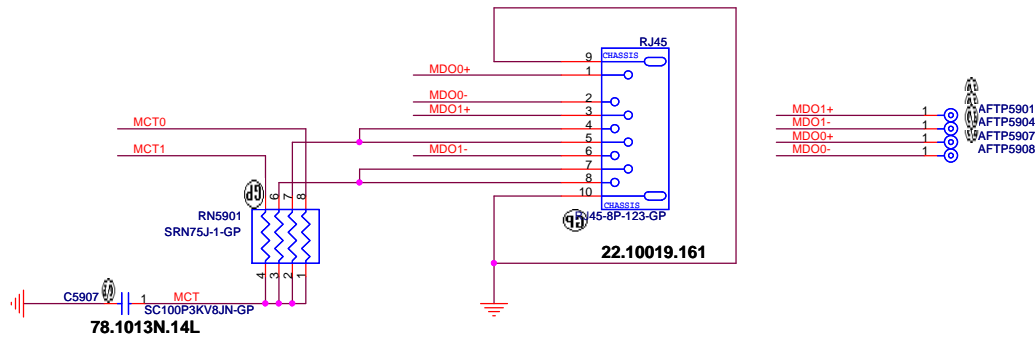 RJ45
9 CHASSIS
MDO0+ 1
MDO0- 2
MDO1+ 3
4
5
MDO1- 6
7
8
10
CHASSIS
RJ45-8P-123-GP
22.10019.161
MDO1+ 1 AFTP5901
MDO1- 1 AFTP5904
MDO0+ 1 AFTP5907
MDO0- 1 AFTP5908
MCT0
MCT1
6 7 8
RN5901
SRN75J-1-GP
4 3 2 1
C5907 1 MCT
SC100P3KV8JN-GP
78.1013N.14L
GP
GP